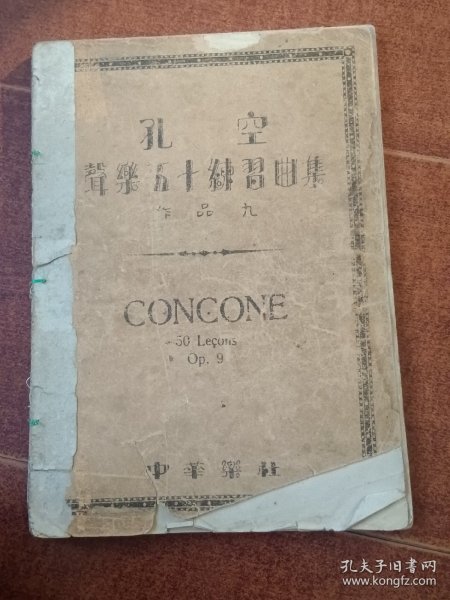 孔空
聲樂五十練習曲集
作品九
CONCONE
50 Leçons
Op. 9
中華樂社
孔夫子旧书网
www.kongfz.com